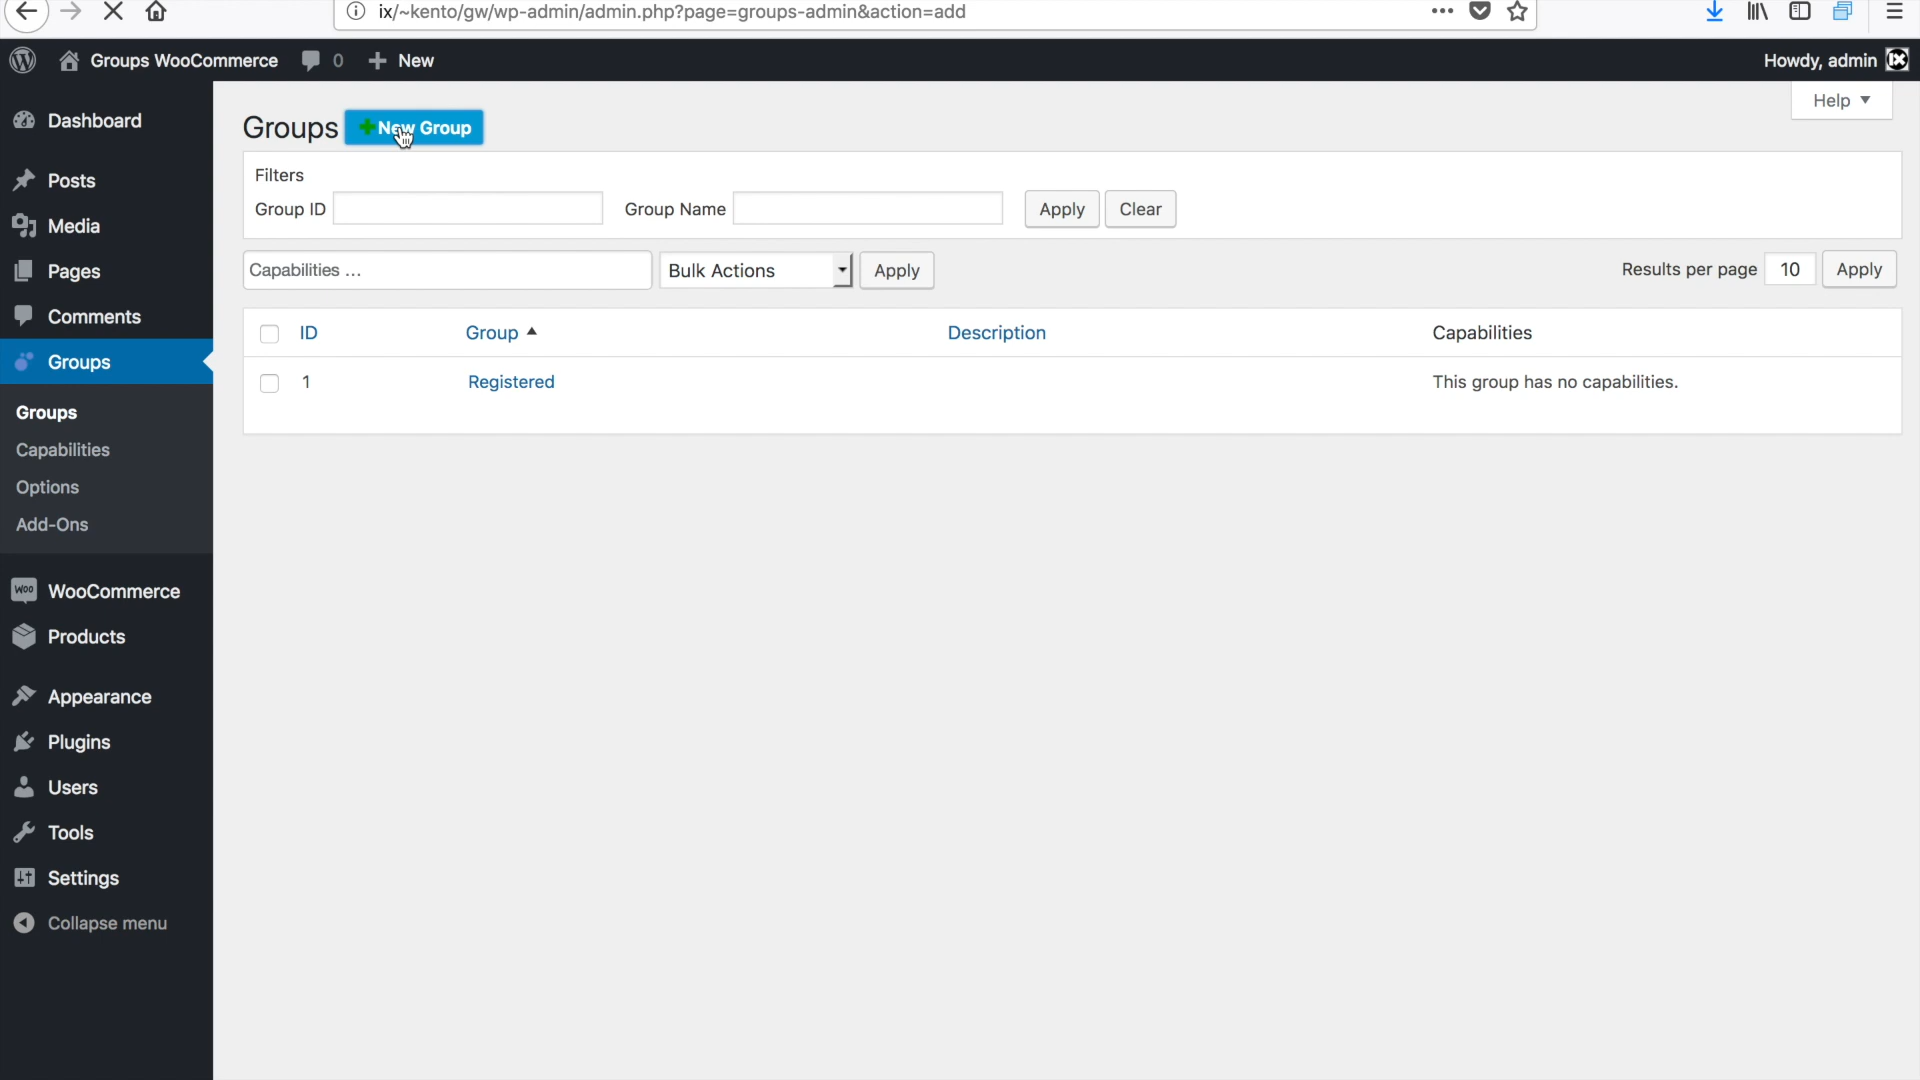 ix/~kento/gw/wp-admin/admin.php?page=groups-admin&action=add
Groups WooCommerce 0 New Howdy, admin
Help
Dashboard
Posts
Media
Pages
Comments
Groups
Groups
Capabilities
Options
Add-Ons
WooCommerce
Products
Appearance
Plugins
Users
Tools
Settings
Collapse menu
Groups New Group
Filters
Group ID Group Name Apply Clear
Capabilities ... Bulk Actions Apply Results per page 10 Apply
ID Group Description Capabilities
1 Registered This group has no capabilities.